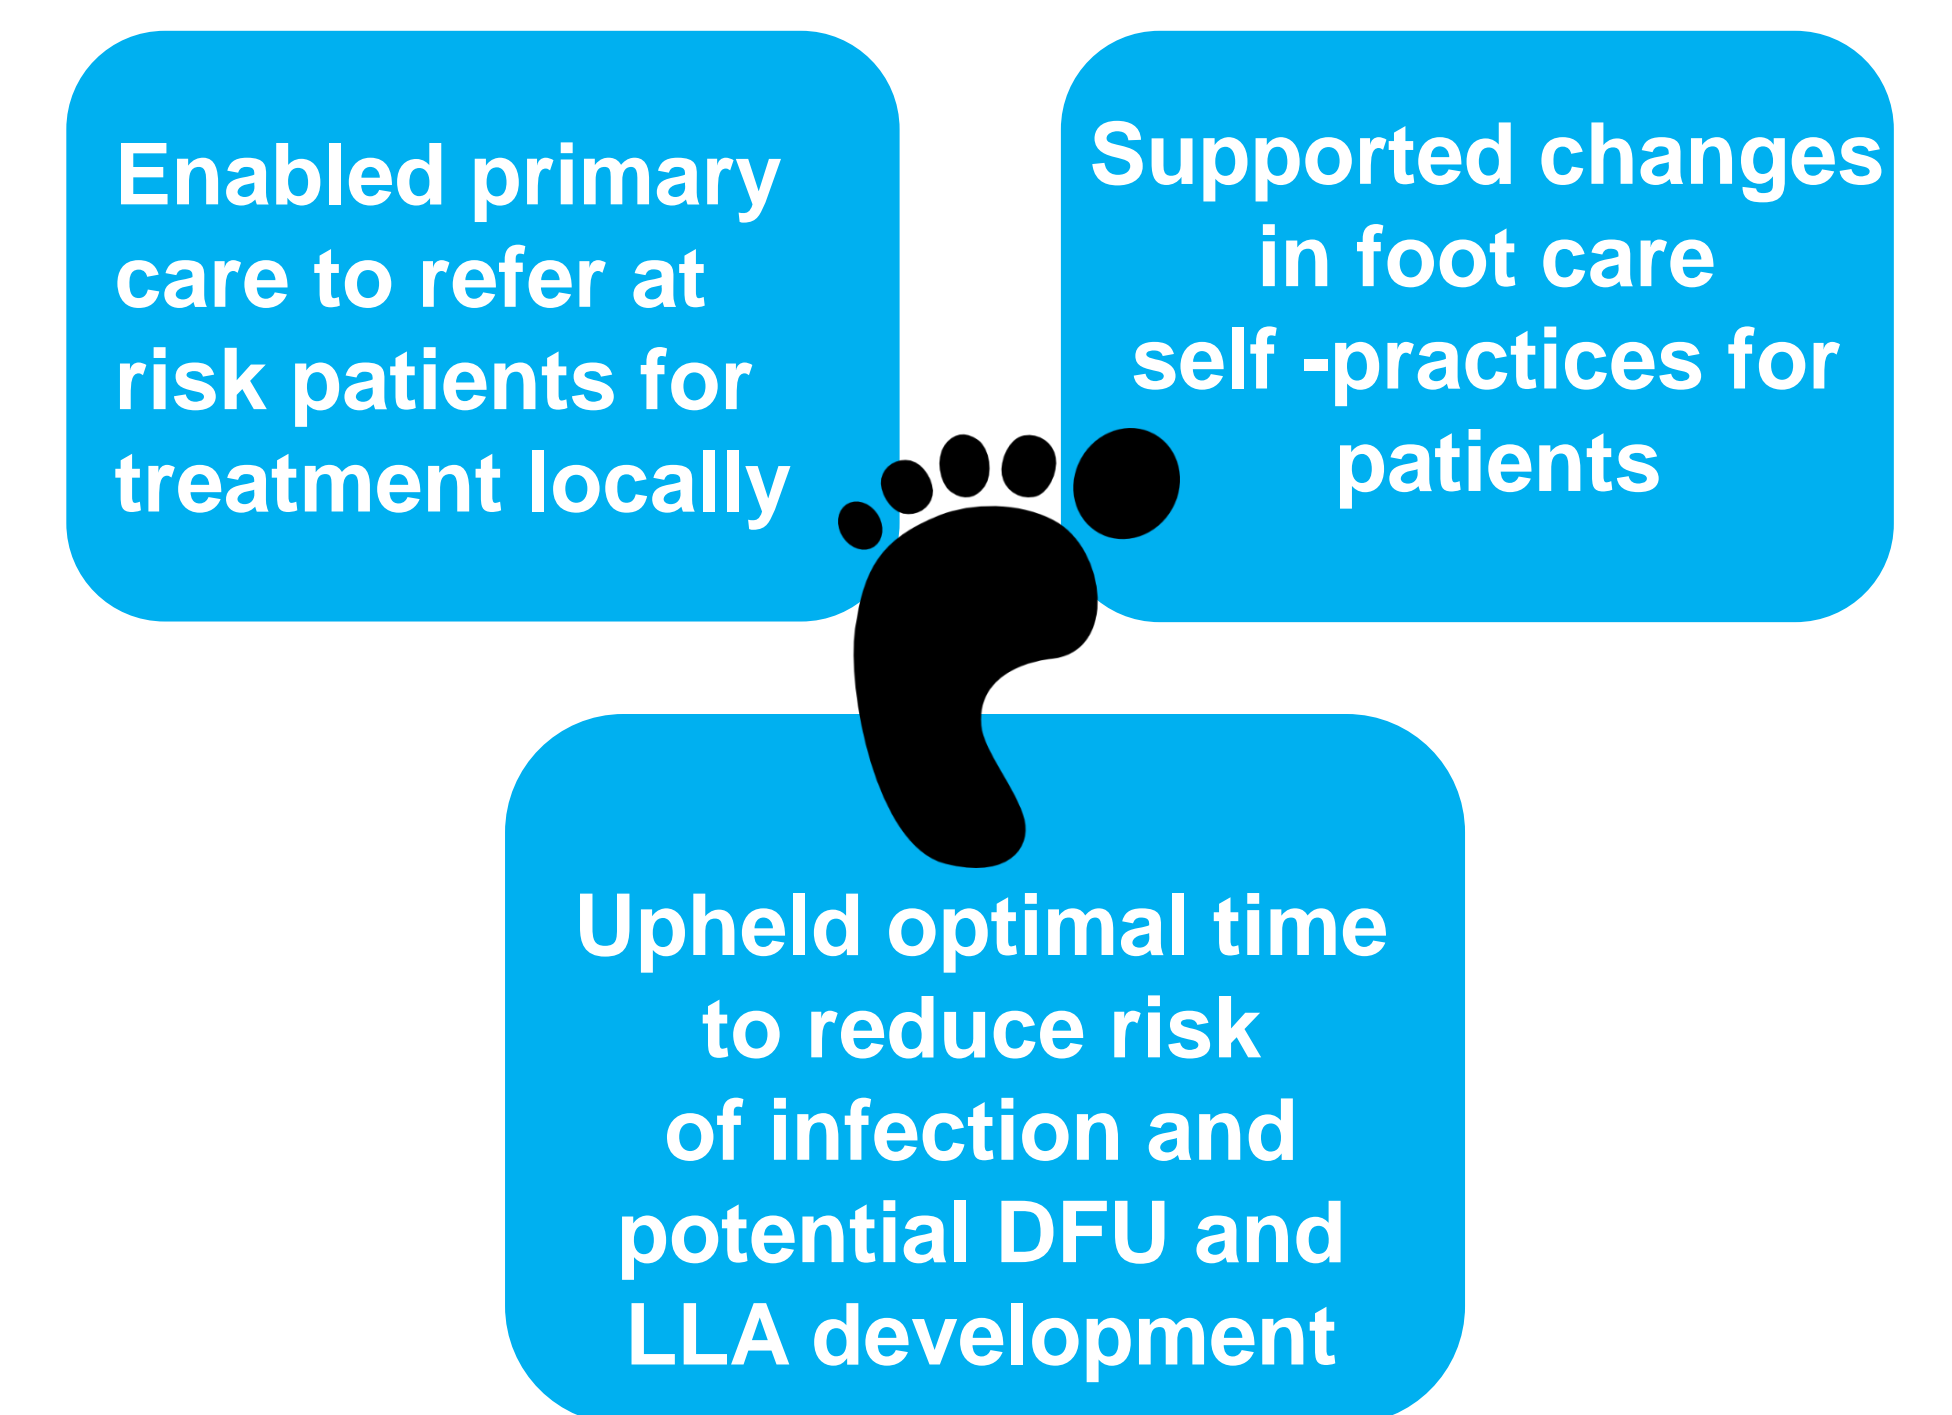 Enabled primary
care to refer at
risk patients for
treatment locally
Supported changes
in foot care
self -practices for
patients
Upheld optimal time
to reduce risk
of infection and
potential DFU and
LLA development